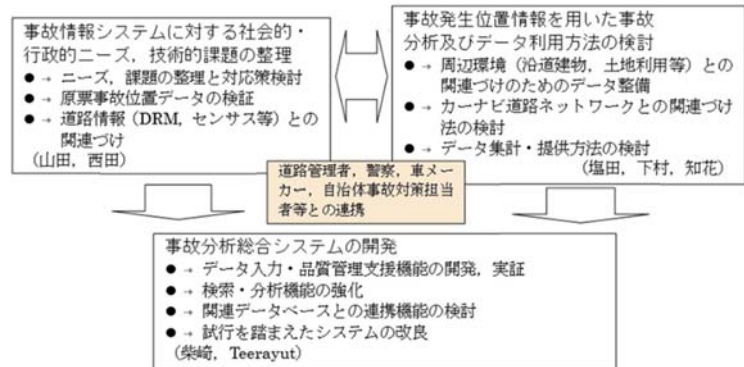 事故情報システムに対する社会的・
行政的ニーズ，技術的課題の整理
●→ ニーズ，課題の整理と対応策検討
●→ 原票事故位置データの検証
●→ 道路情報（DRM，センサス等）との
関連づけ
（山田，西田）
事故発生位置情報を用いた事故
分析及びデータ利用方法の検討
●→ 周辺環境（沿道建物，土地利用等）との
関連づけのためのデータ整備
●→ カーナビ道路ネットワークとの関連づけ
法の検討
●→ データ集計・提供方法の検討
（塩田，下村，知花）
道路管理者，警察，車メー
カー，自治体事故対策担当
者等との連携
事故分析総合システムの開発
●→ データ入力・品質管理支援機能の開発，実証
●→ 検索・分析機能の強化
●→ 関連データベースとの連携機能の検討
●→ 試行を踏まえたシステムの改良
（柴崎，Teerayut）